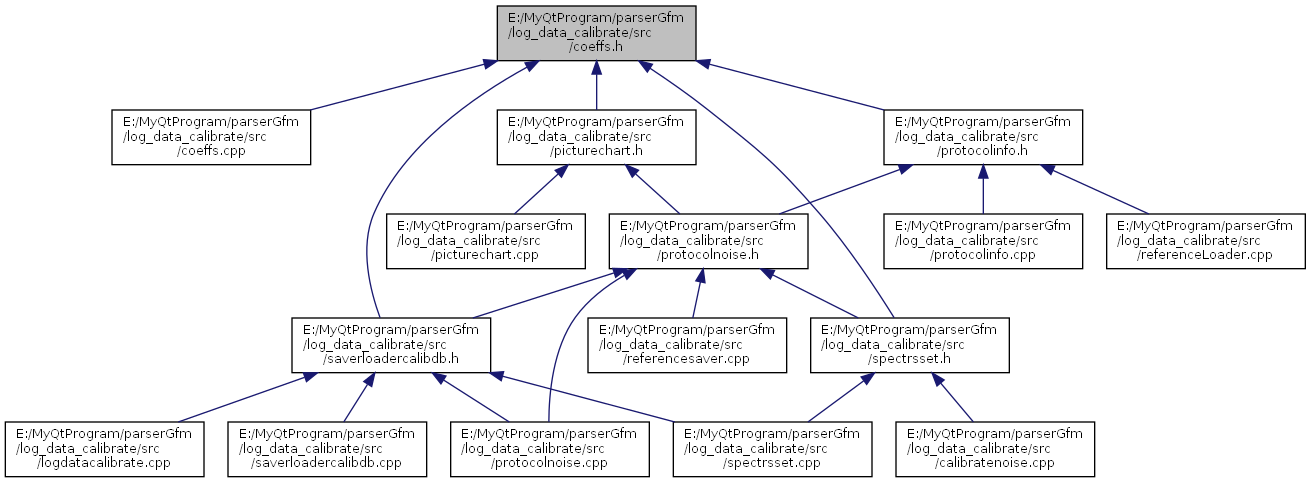 E:/MyQtProgram/parserGfm
/log_data_calibrate/src
/coeffs.h
E:/MyQtProgram/parserGfm
/log_data_calibrate/src
/coeffs.cpp
E:/MyQtProgram/parserGfm
/log_data_calibrate/src
/picturechart.h
E:/MyQtProgram/parserGfm
/log_data_calibrate/src
/protocolinfo.h
E:/MyQtProgram/parserGfm
/log_data_calibrate/src
/picturechart.cpp
E:/MyQtProgram/parserGfm
/log_data_calibrate/src
/protocolnoise.h
E:/MyQtProgram/parserGfm
/log_data_calibrate/src
/protocolinfo.cpp
E:/MyQtProgram/parserGfm
/log_data_calibrate/src
/referenceLoader.cpp
E:/MyQtProgram/parserGfm
/log_data_calibrate/src
/saverloadercalibdb.h
E:/MyQtProgram/parserGfm
/log_data_calibrate/src
/referencesaver.cpp
E:/MyQtProgram/parserGfm
/log_data_calibrate/src
/spectrsset.h
E:/MyQtProgram/parserGfm
/log_data_calibrate/src
/logdatacalibrate.cpp
E:/MyQtProgram/parserGfm
/log_data_calibrate/src
/saverloadercalibdb.cpp
E:/MyQtProgram/parserGfm
/log_data_calibrate/src
/protocolnoise.cpp
E:/MyQtProgram/parserGfm
/log_data_calibrate/src
/spectrsset.cpp
E:/MyQtProgram/parserGfm
/log_data_calibrate/src
/calibratenoise.cpp